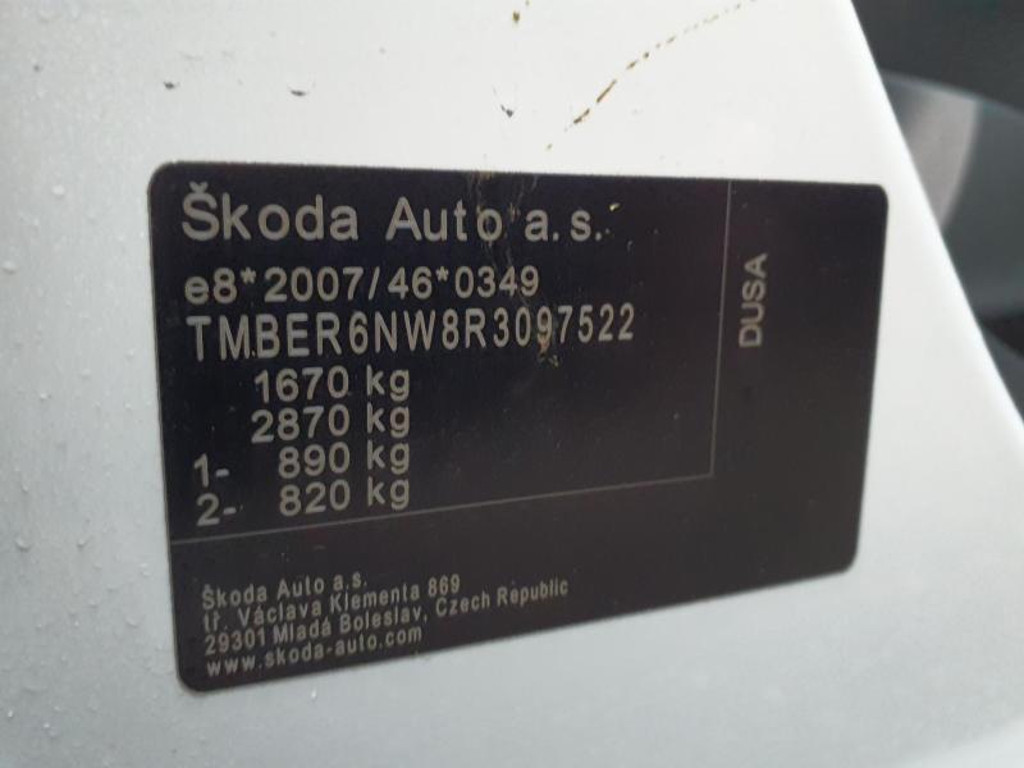 Škoda Auto a.s.
e8*2007/46*0349
TMBER6NW8R3097522
1670 kg
2870 kg
1- 890 kg
2- 820 kg
DUSA
Škoda Auto a.s.
tř. Václava Klementa 869
29301 Mladá Boleslav, Czech Republic
www.skoda-auto.com